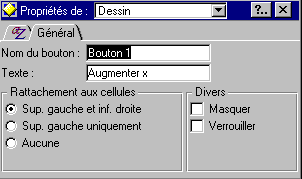 Propriétés de : Dessin ?..
Général
Nom du bouton : Bouton 1
Texte : Augmenter x
Rattachement aux cellules Divers
Sup. gauche et inf. droite Masquer
Sup. gauche uniquement Verrouiller
Aucune